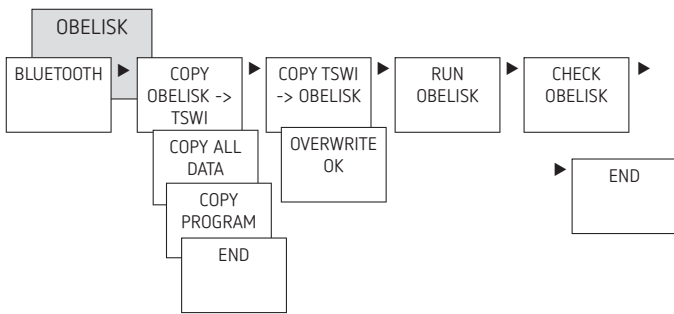 OBELISK
BLUETOOTH
COPY
OBELISK ->
TSWI
COPY ALL
DATA
COPY
PROGRAM
END
COPY TSWI
-> OBELISK
OVERWRITE
OK
RUN
OBELISK
CHECK
OBELISK
END